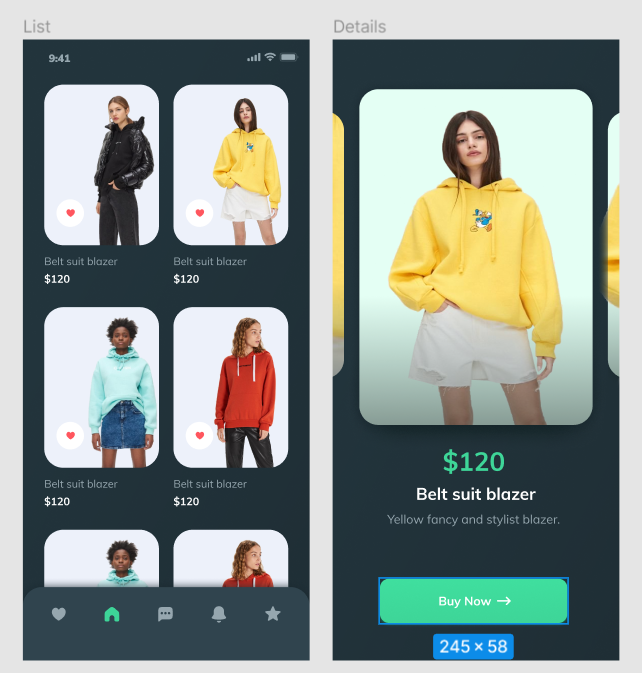 List
9:41
Belt suit blazer
$120
Belt suit blazer
$120
Belt suit blazer
$120
Belt suit blazer
$120
Details
$120
Belt suit blazer
Yellow fancy and stylist blazer.
Buy Now →
245 × 58